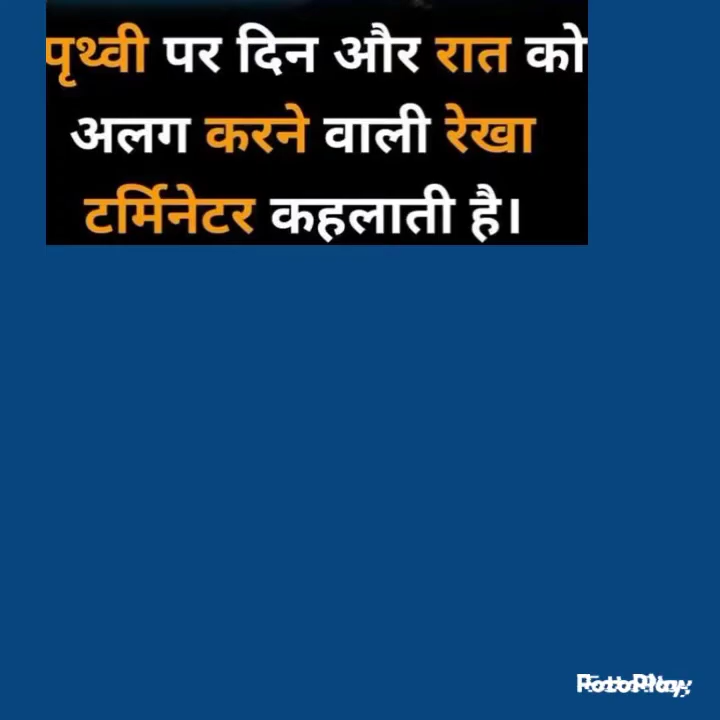 पृथ्वी पर दिन और रात को
अलग करने वाली रेखा
टर्मिनेटर कहलाती है।